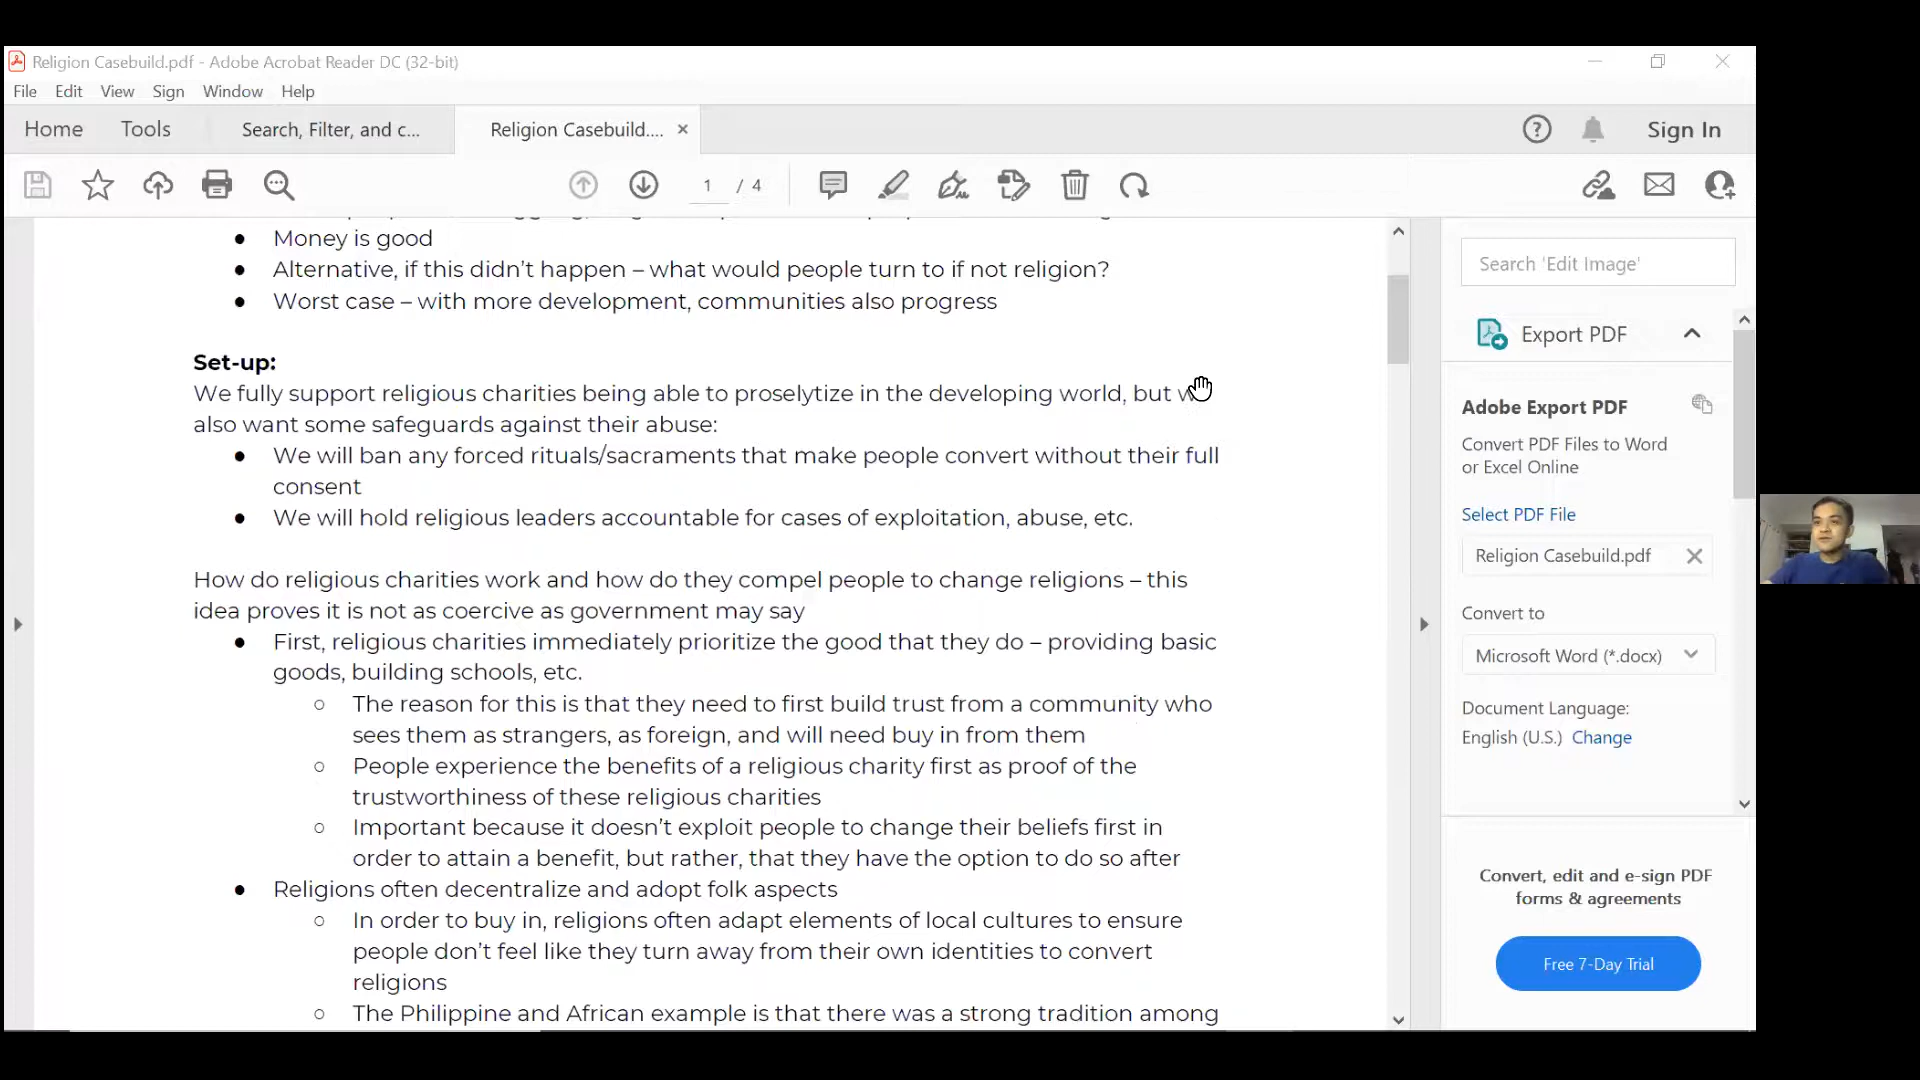 Religion Casebuild.pdf - Adobe Acrobat Reader DC (32-bit)
File Edit View Sign Window Help
Home Tools Search, Filter, and c... Religion Casebuild.... × Sign In
1 / 4
● Money is good
● Alternative, if this didn’t happen – what would people turn to if not religion?
● Worst case – with more development, communities also progress
Set-up:
We fully support religious charities being able to proselytize in the developing world, but
also want some safeguards against their abuse:
● We will ban any forced rituals/sacraments that make people convert without their full
consent
● We will hold religious leaders accountable for cases of exploitation, abuse, etc.
How do religious charities work and how do they compel people to change religions – this
idea proves it is not as coercive as government may say
● First, religious charities immediately prioritize the good that they do – providing basic
goods, building schools, etc.
○ The reason for this is that they need to first build trust from a community who
sees them as strangers, as foreign, and will need buy in from them
○ People experience the benefits of a religious charity first as proof of the
trustworthiness of these religious charities
○ Important because it doesn’t exploit people to change their beliefs first in
order to attain a benefit, but rather, that they have the option to do so after
● Religions often decentralize and adopt folk aspects
○ In order to buy in, religions often adapt elements of local cultures to ensure
people don’t feel like they turn away from their own identities to convert
religions
○ The Philippine and African example is that there was a strong tradition among
Search 'Edit Image'
Export PDF
Adobe Export PDF
Convert PDF Files to Word
or Excel Online
Select PDF File
Religion Casebuild.pdf
Convert to
Microsoft Word (*.docx)
Document Language:
English (U.S.) Change
Convert, edit and e-sign PDF
forms & agreements
Free 7-Day Trial